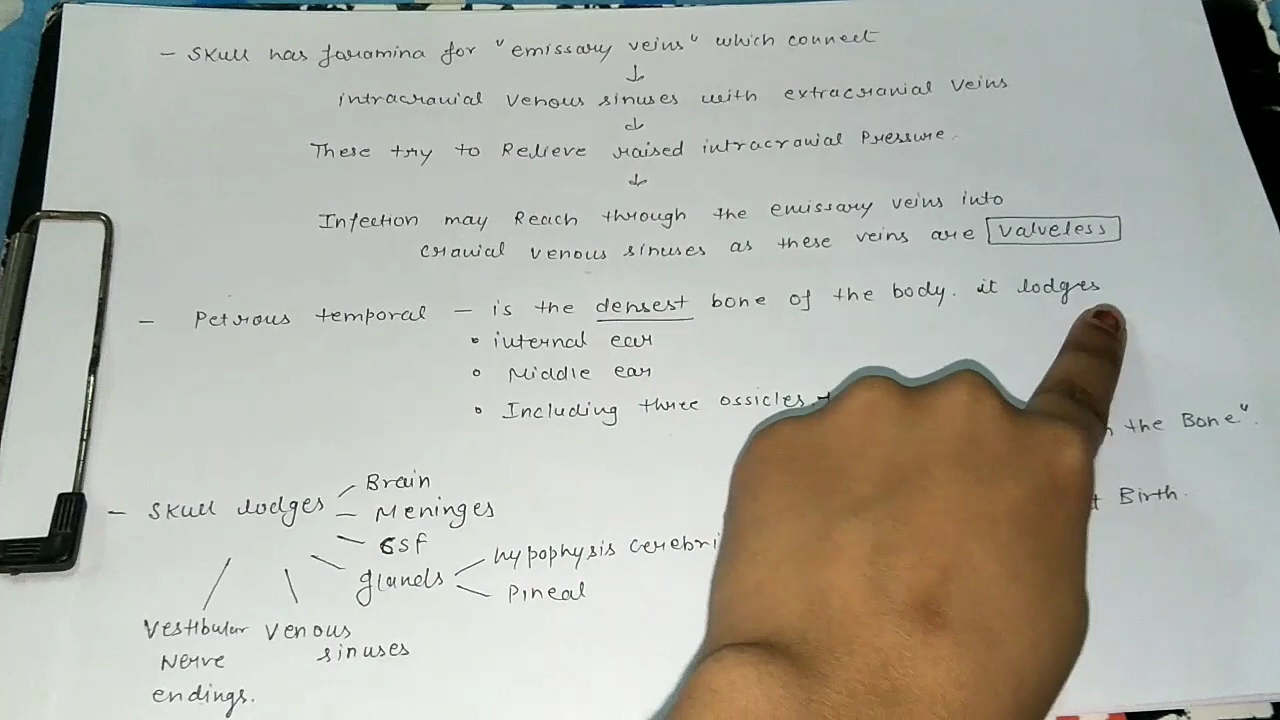 - Skull has foramina for "emissary veins" which connect
↓
intracranial venous sinuses with extracranial veins
↓
These try to Relieve raised intracranial Pressure.
↓
Infection may Reach through the emissary veins into
cranial venous sinuses as these veins are valveless
- Petrous temporal - is the densest bone of the body. it lodges
• internal ear
• Middle ear
• Including three ossicles
the Bone".
Birth.
- Skull lodges
Brain
- Meninges
CSF
glands
hypophysis cerebri
Pineal
Vestibular
Nerve
endings.
Venous
sinuses